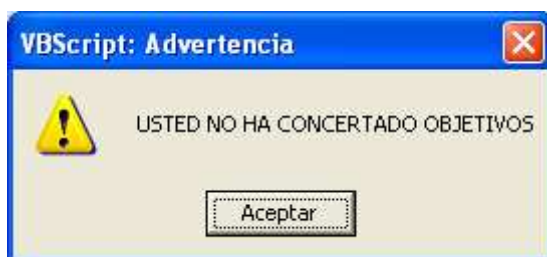 VBScript: Advertencia
USTED NO HA CONCERTADO OBJETIVOS
Aceptar